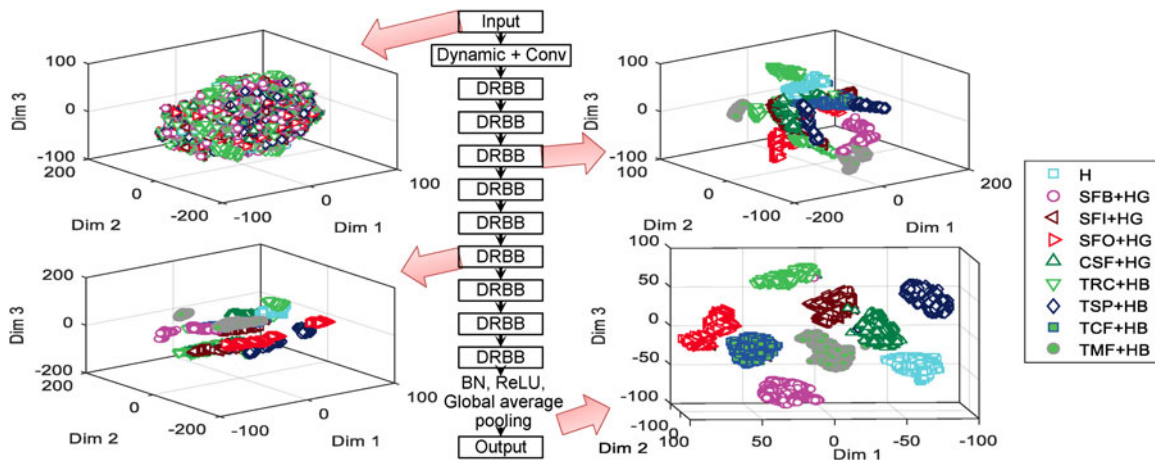 Input
Dynamic + Conv
DRBB
DRBB
DRBB
DRBB
DRBB
DRBB
DRBB
DRBB
DRBB
BN, ReLU,
Global average
pooling
Output
100
0
-100
200
0
-200
-100
0
100
Dim 3
Dim 2
Dim 1
100
50
0
-50
-100
200
0
-200
-100
0
200
Dim 3
Dim 2
Dim 1
200
0
-200
200
0
-200
-100
0
100
Dim 3
Dim 2
Dim 1
100
50
0
-50
-100
100
0
50
0
-50
-100
Dim 3
Dim 2
Dim 1
H
SFB+HG
SFI+HG
SFO+HG
CSF+HG
TRC+HB
TSP+HB
TCF+HB
TMF+HB